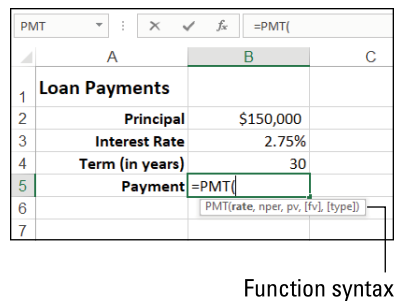 PMT fx =PMT(
A B C
1 Loan Payments
2 Principal $150,000
3 Interest Rate 2.75%
4 Term (in years) 30
5 Payment =PMT(
6 PMT(rate, nper, pv, [fv], [type])
7
Function syntax